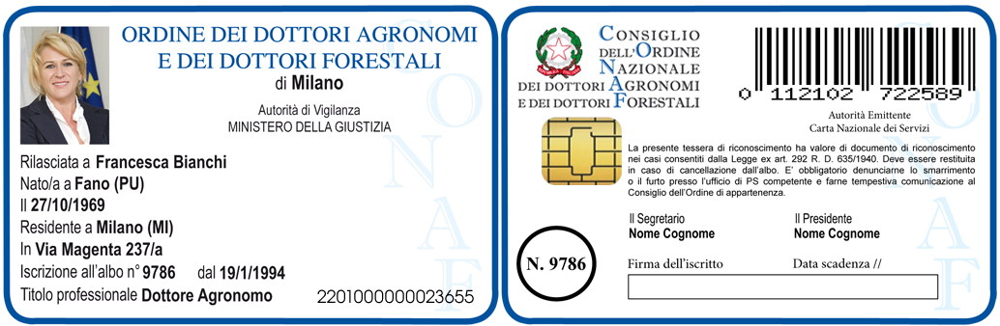 ORDINE DEI DOTTORI AGRONOMI
E DEI DOTTORI FORESTALI
di Milano
Autorità di Vigilanza
MINISTERO DELLA GIUSTIZIA
Rilasciata a Francesca Bianchi
Nato/a a Fano (PU)
Il 27/10/1969
Residente a Milano (MI)
In Via Magenta 237/a
Iscrizione all'albo n° 9786 dal 19/1/1994
Titolo professionale Dottore Agronomo
2201000000023655
CONAF
CONSIGLIO
DELL'ORDINE
NAZIONALE
DEI DOTTORI AGRONOMI
E DEI DOTTORI FORESTALI
0 112102 722589
Autorità Emittente
Carta Nazionale dei Servizi
La presente tessera di riconoscimento ha valore di documento di riconoscimento
nei casi consentiti dalla Legge ex art. 292 R. D. 635/1940. Deve essere restituita
in caso di cancellazione dall'albo. E' obbligatorio denunciarne lo smarrimento
o il furto presso l'ufficio di PS competente e farne tempestiva comunicazione al
Consiglio dell'Ordine di appartenenza.
Il Segretario
Nome Cognome
Il Presidente
Nome Cognome
N. 9786
Firma dell'iscritto
Data scadenza //
CONAF